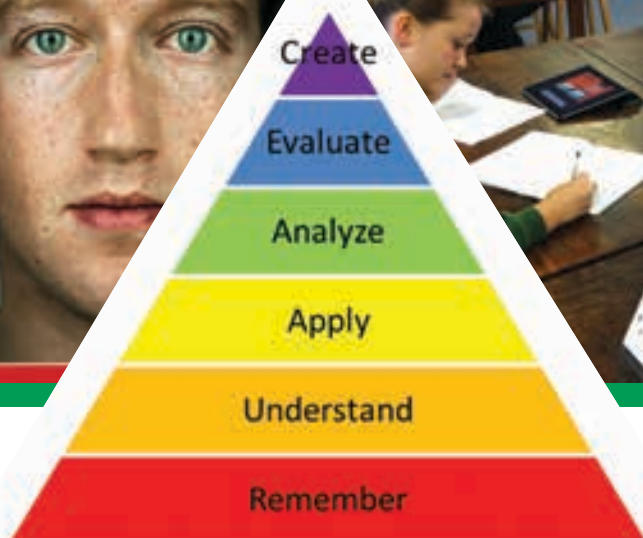 Create
Evaluate
Analyze
Apply
Understand
Remember